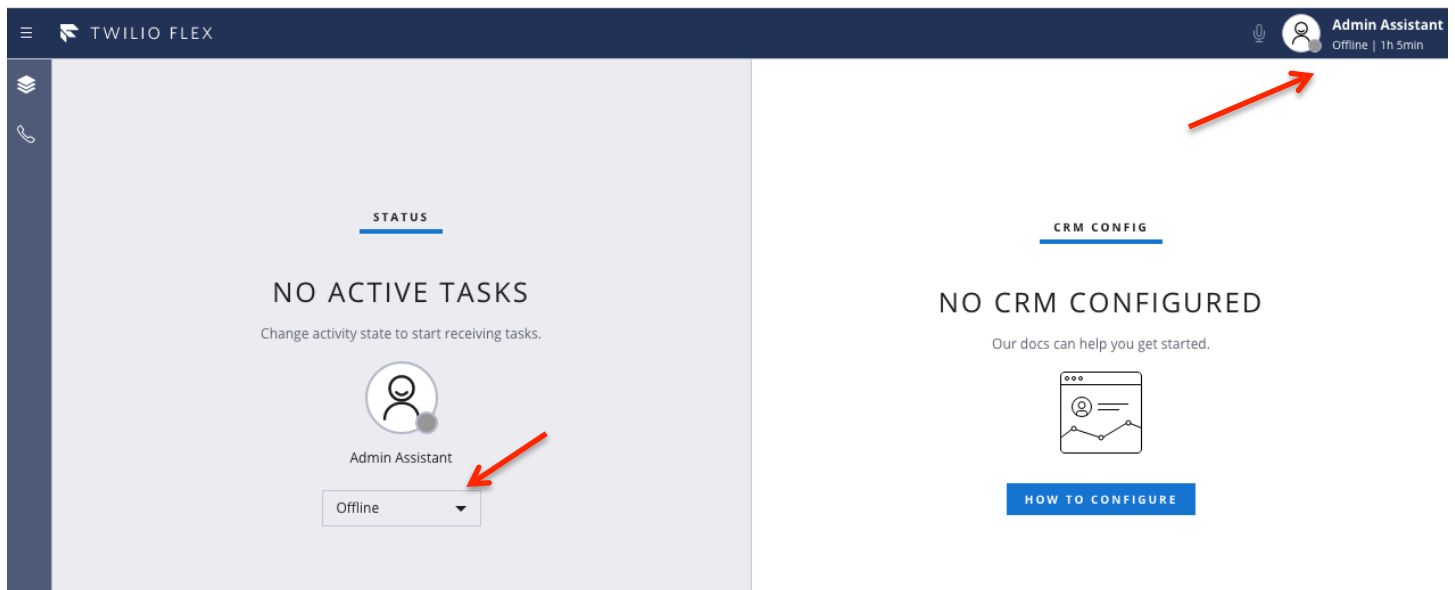 TWILIO FLEX
Admin Assistant
Offline | 1h 5min
STATUS
NO ACTIVE TASKS
Change activity state to start receiving tasks.
Admin Assistant
Offline
CRM CONFIG
NO CRM CONFIGURED
Our docs can help you get started.
HOW TO CONFIGURE